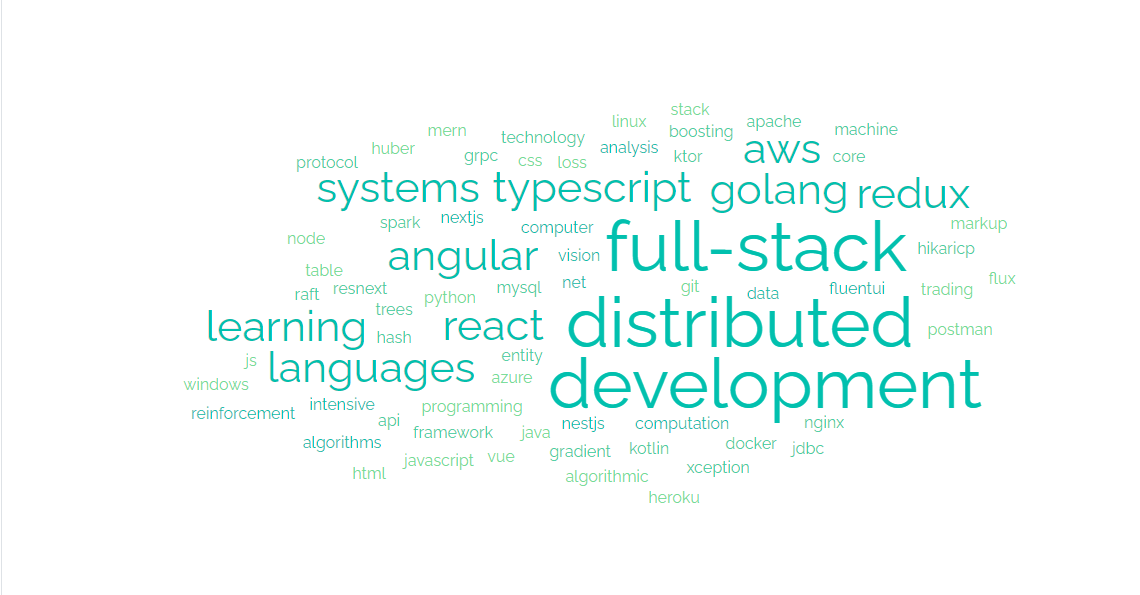 stack
linux
apache
mern
technology
boosting
machine
huber
grpc
css
loss
analysis
ktor
aws
core
protocol
systems
typescript
golang
redux
spark
nextjs
computer
markup
node
angular
vision
full-stack
hikaricp
table
net
git
flux
raft
resnext
python
mysql
data
fluentui
trading
trees
learning
hash
react
distributed
postman
js
languages
entity
windows
azure
development
reinforcement
intensive
programming
api
framework
java
nestjs
computation
nginx
algorithms
javascript
vue
gradient
kotlin
docker
jdbc
html
algorithmic
xception
heroku